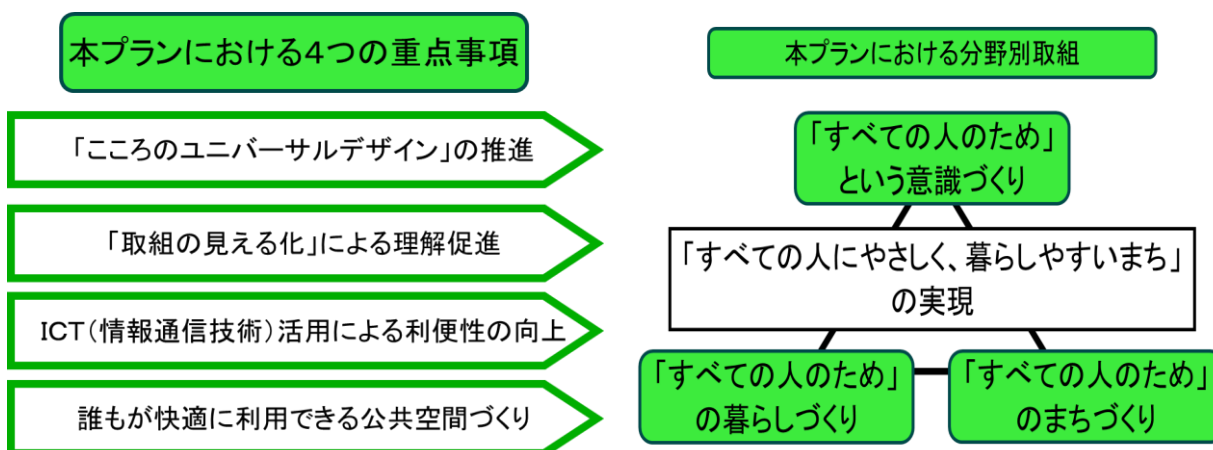 本プランにおける4つの重点事項
「こころのユニバーサルデザイン」の推進
「取組の見える化」による理解促進
ICT（情報通信技術）活用による利便性の向上
誰もが快適に利用できる公共空間づくり
本プランにおける分野別取組
「すべての人のため」
という意識づくり
「すべての人にやさしく、暮らしやすいまち」
の実現
「すべての人のため」
の暮らしづくり
「すべての人のため」
のまちづくり